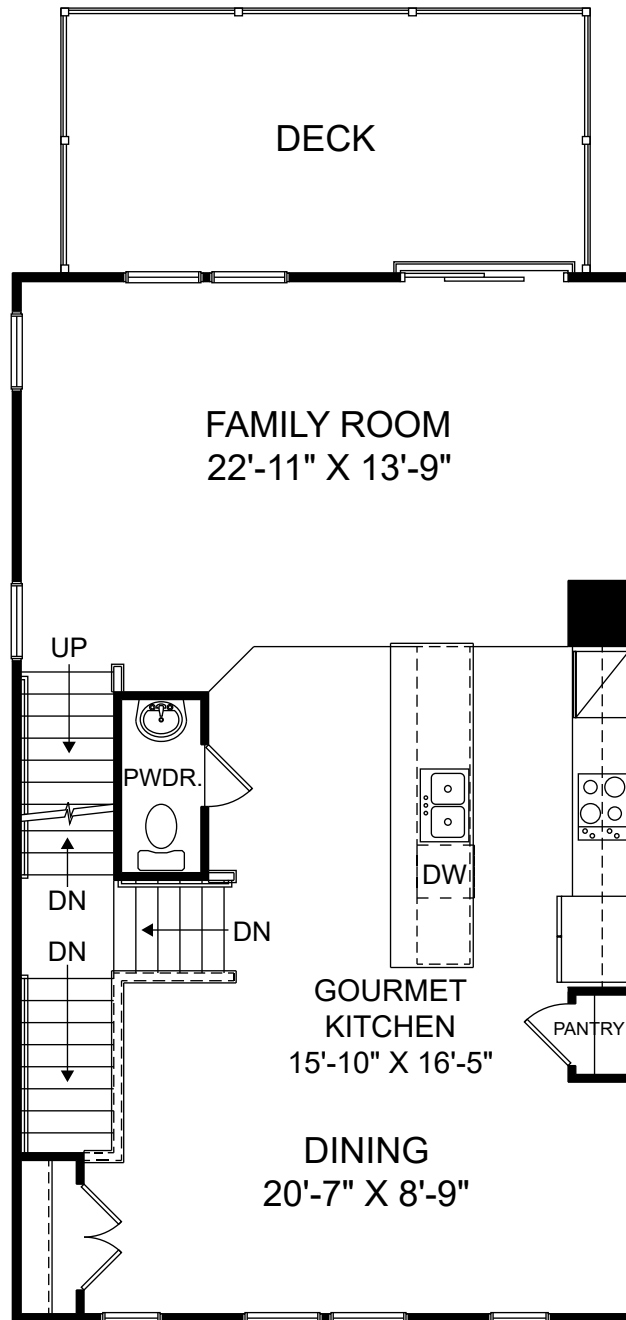 DECK
FAMILY ROOM
22'-11" X 13'-9"
UP
PWDR.
DN
DN
DN
DW
GOURMET
KITCHEN
15'-10" X 16'-5"
PANTRY
DINING
20'-7" X 8'-9"